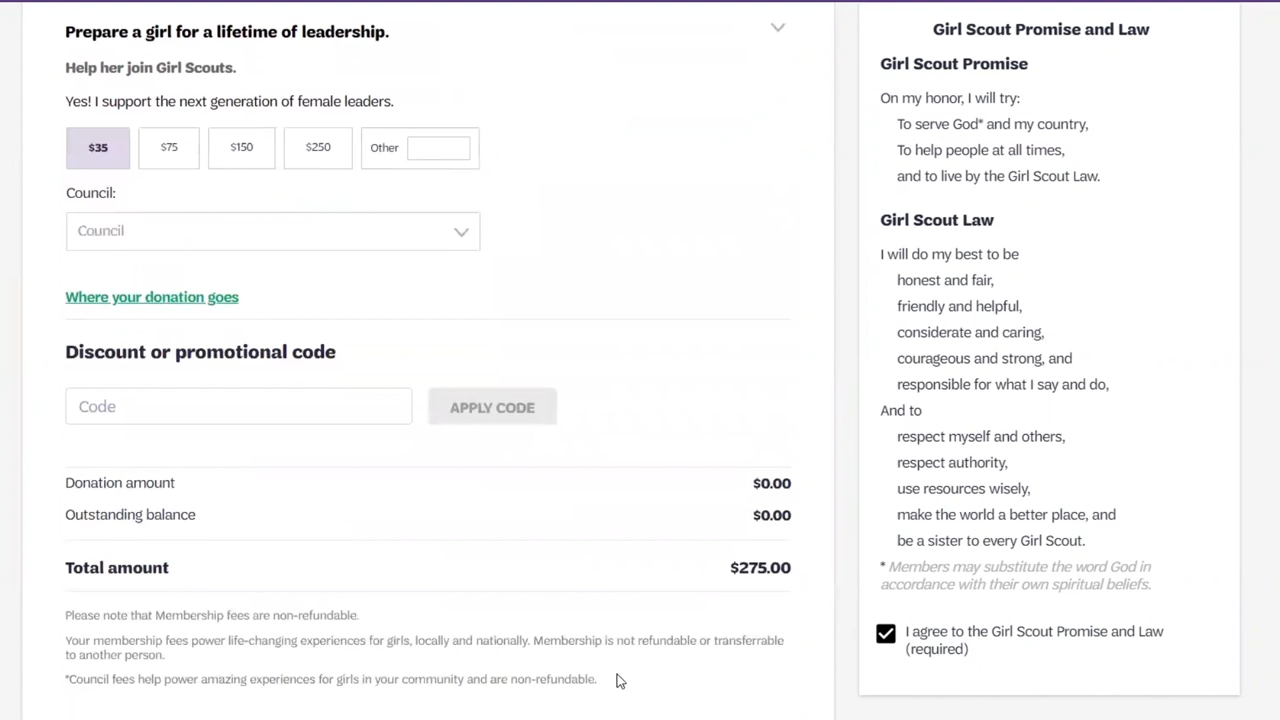 Prepare a girl for a lifetime of leadership.
Help her join Girl Scouts.
Yes! I support the next generation of female leaders.
$35 $75 $150 $250 Other
Council:
Council
Where your donation goes
Discount or promotional code
Code APPLY CODE
Donation amount $0.00
Outstanding balance $0.00
Total amount $275.00
Please note that Membership fees are non-refundable.
Your membership fees power life-changing experiences for girls, locally and nationally. Membership is not refundable or transferrable
to another person.
*Council fees help power amazing experiences for girls in your community and are non-refundable.
Girl Scout Promise and Law
Girl Scout Promise
On my honor, I will try:
To serve God* and my country,
To help people at all times,
and to live by the Girl Scout Law.
Girl Scout Law
I will do my best to be
honest and fair,
friendly and helpful,
considerate and caring,
courageous and strong, and
responsible for what I say and do,
And to
respect myself and others,
respect authority,
use resources wisely,
make the world a better place, and
be a sister to every Girl Scout.
* Members may substitute the word God in
accordance with their own spiritual beliefs.
I agree to the Girl Scout Promise and Law
(required)